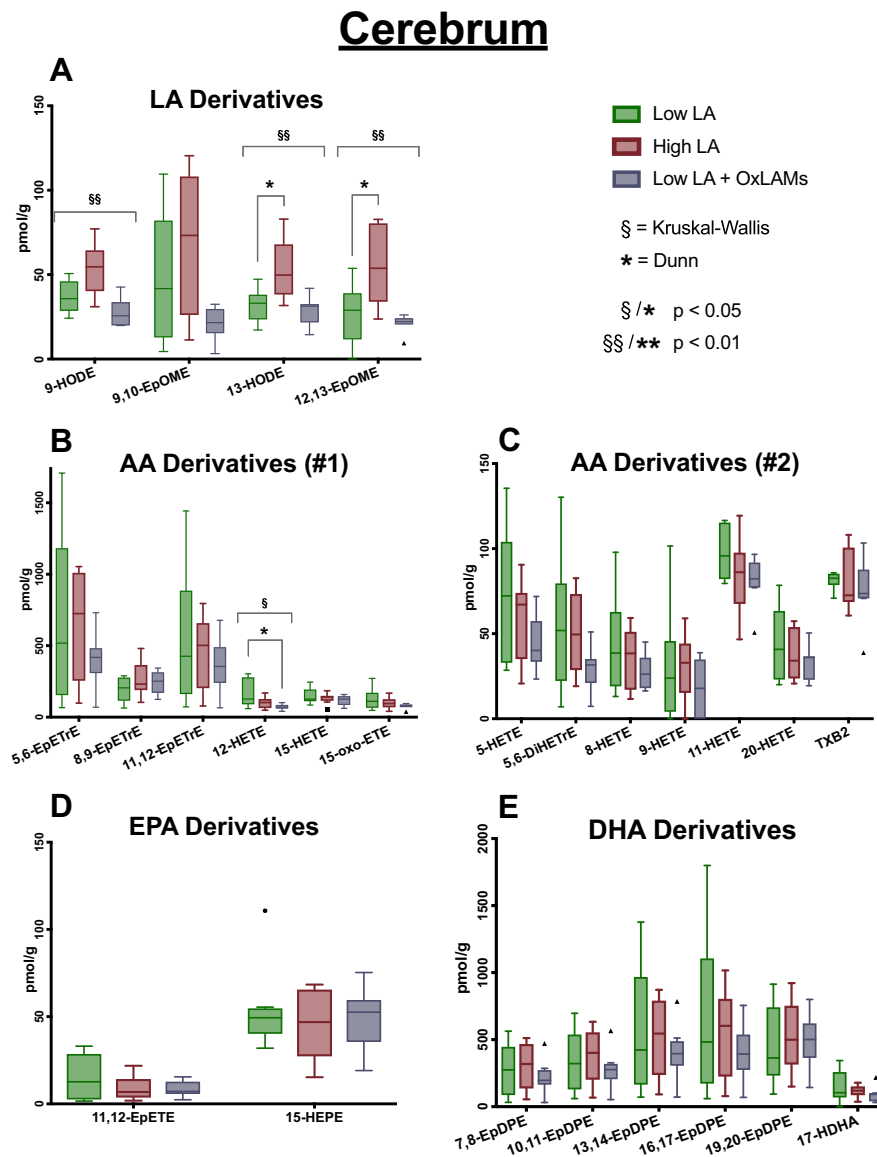 Cerebrum
A
LA Derivatives
Low LA
High LA
Low LA + OxLAMs
§ = Kruskal-Wallis
* = Dunn
§ /* p < 0.05
§§ /** p < 0.01
pmol/g
150
100
50
0
§§
§§
§§
*
*
9-HODE
9,10-EpOME
13-HODE
12,13-EpOME
B
AA Derivatives (#1)
pmol/g
1500
1000
500
0
§
*
5,6-EpETrE
8,9-EpETrE
11,12-EpETrE
12-HETE
15-HETE
15-oxo-ETE
C
AA Derivatives (#2)
pmol/g
150
100
50
0
5-HETE
5,6-DiHETrE
8-HETE
9-HETE
11-HETE
20-HETE
TXB2
D
EPA Derivatives
pmol/g
150
100
50
0
11,12-EpETE
15-HEPE
E
DHA Derivatives
pmol/g
2000
1500
1000
500
0
7,8-EpDPE
10,11-EpDPE
13,14-EpDPE
16,17-EpDPE
19,20-EpDPE
17-HDHA